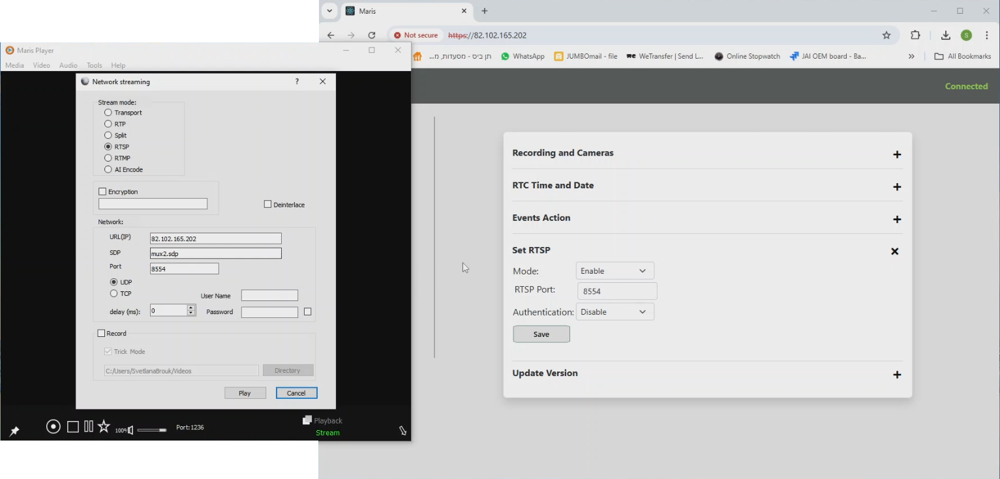 Maris
Not secure https://82.102.165.202
S
תן ביס - מסעדות, מ...
WhatsApp
JUMBOmail - file
we WeTransfer | Send L...
Online Stopwatch
JAI OEM board - Ba...
» All Bookmarks
Connected
Maris Player
Media Video Audio Tools Help
Network streaming ?
Stream mode:
Transport
RTP
Split
RTSP
RTMP
AI Encode
Encryption
Deinterlace
Network:
URL(IP) 82.102.165.202
SDP mux2.sdp
Port 8554
UDP
TCP
User Name
delay (ms): 0 Password
Record
Trick Mode
C:/Users/SvetlanaBrouk/Videos Directory
Play Cancel
100% Port:1236
Playback
Stream
Recording and Cameras
RTC Time and Date
Events Action
Set RTSP
Mode: Enable
RTSP Port: 8554
Authentication: Disable
Save
Update Version